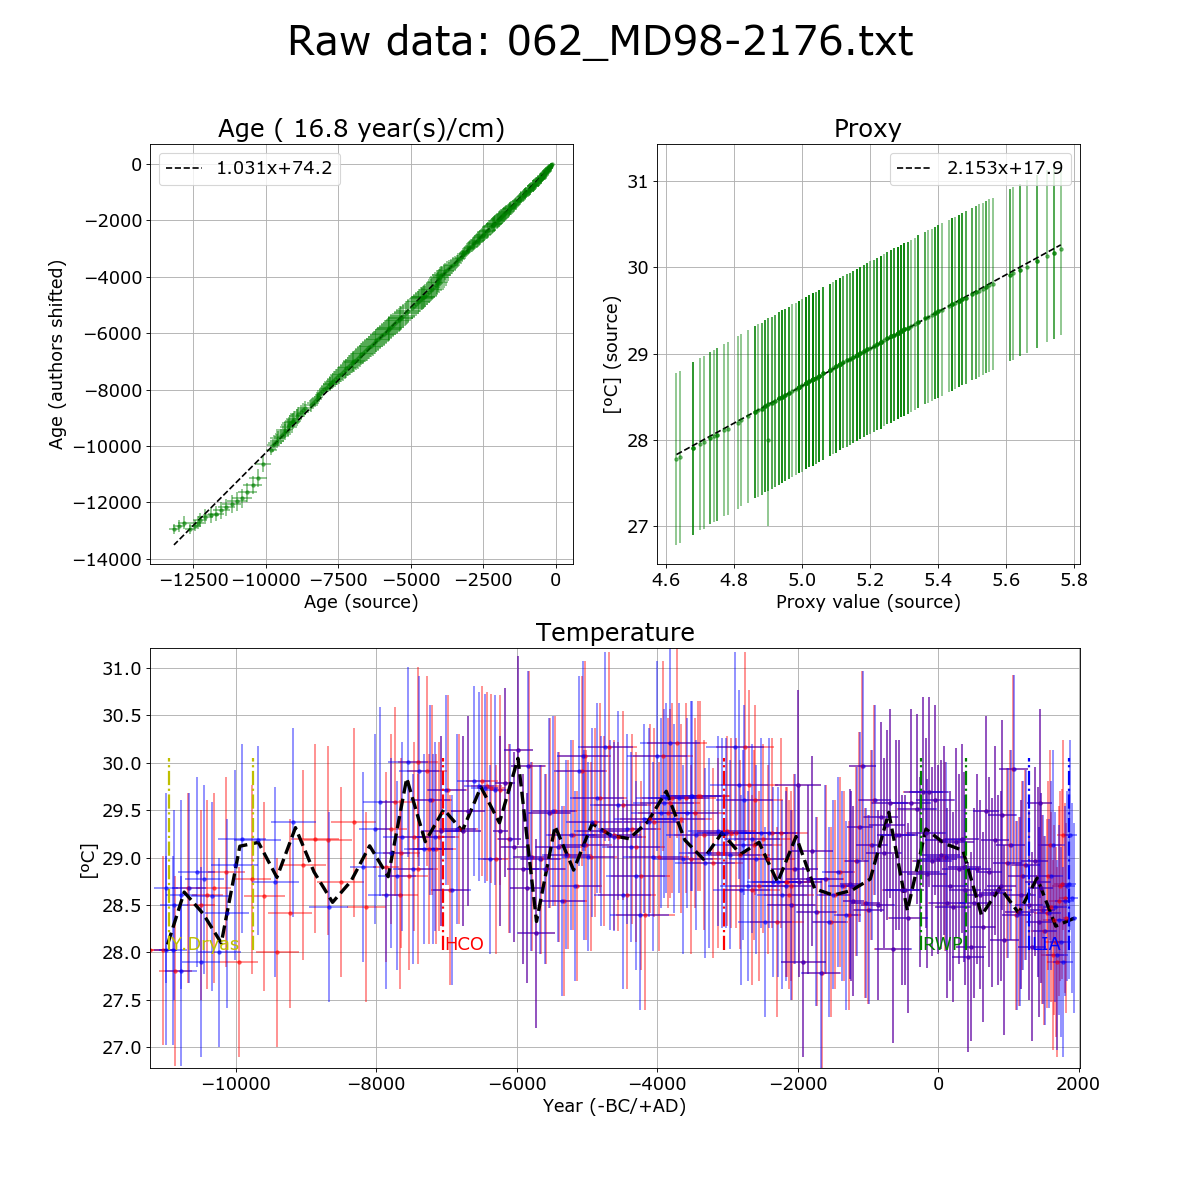 Raw data: 062_MD98-2176.txt
Age ( 16.8 year(s)/cm)
1.031x+74.2
0
−2000
−4000
−6000
−8000
−10000
−12000
−14000
Age (authors shifted)
−12500 −10000 −7500 −5000 −2500 0
Age (source)
Proxy
2.153x+17.9
31
30
29
28
27
[ºC] (source)
4.6 4.8 5.0 5.2 5.4 5.6 5.8
Proxy value (source)
Temperature
31.0
30.5
30.0
29.5
29.0
28.5
28.0
27.5
27.0
[ºC]
Y.Dryas
HCO
RWP
LIA
−10000 −8000 −6000 −4000 −2000 0 2000
Year (-BC/+AD)